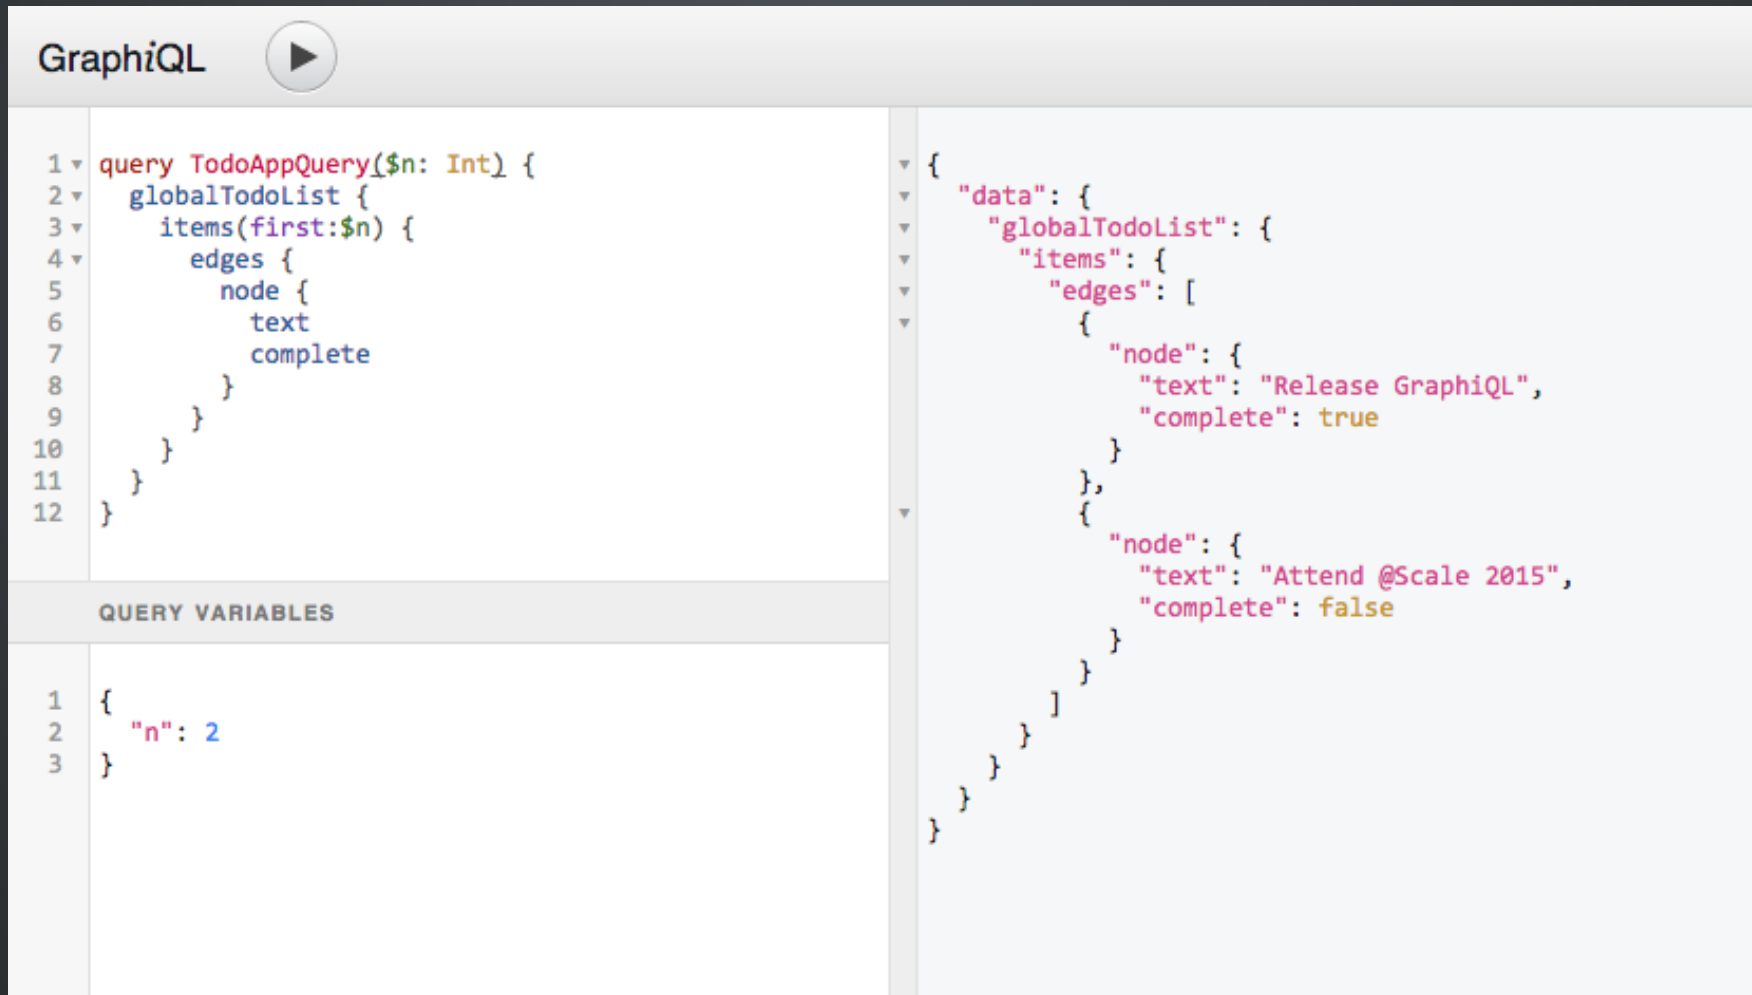 GraphiQL
1 query TodoAppQuery($n: Int) {
2   globalTodoList {
3     items(first:$n) {
4       edges {
5         node {
6           text
7           complete
8         }
9       }
10     }
11   }
12 }
QUERY VARIABLES
1 {
2   "n": 2
3 }
{
  "data": {
    "globalTodoList": {
      "items": {
        "edges": [
          {
            "node": {
              "text": "Release GraphiQL",
              "complete": true
            }
          },
          {
            "node": {
              "text": "Attend @Scale 2015",
              "complete": false
            }
          }
        ]
      }
    }
  }
}